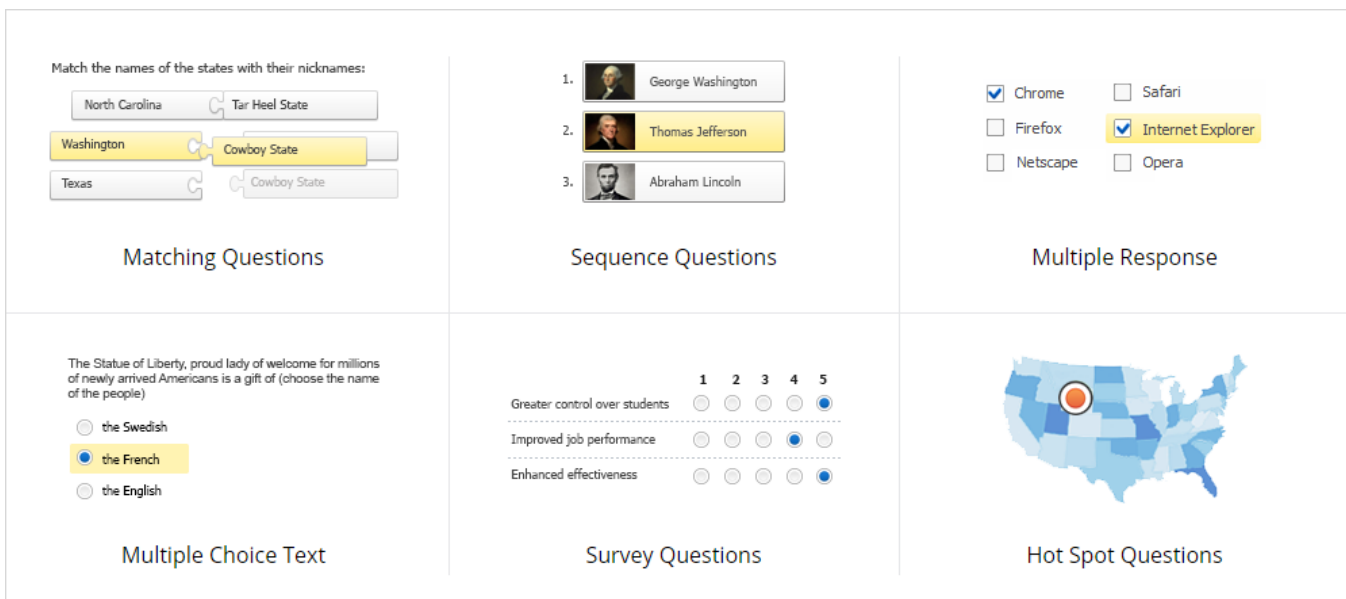 Match the names of the states with their nicknames:
North Carolina
Tar Heel State
Washington
Cowboy State
Texas
Cowboy State
Matching Questions
1.
George Washington
2.
Thomas Jefferson
3.
Abraham Lincoln
Sequence Questions
Chrome
Safari
Firefox
Internet Explorer
Netscape
Opera
Multiple Response
The Statue of Liberty, proud lady of welcome for millions
of newly arrived Americans is a gift of (choose the name
of the people)
the Swedish
the French
the English
Multiple Choice Text
1 2 3 4 5
Greater control over students
Improved job performance
Enhanced effectiveness
Survey Questions
Hot Spot Questions